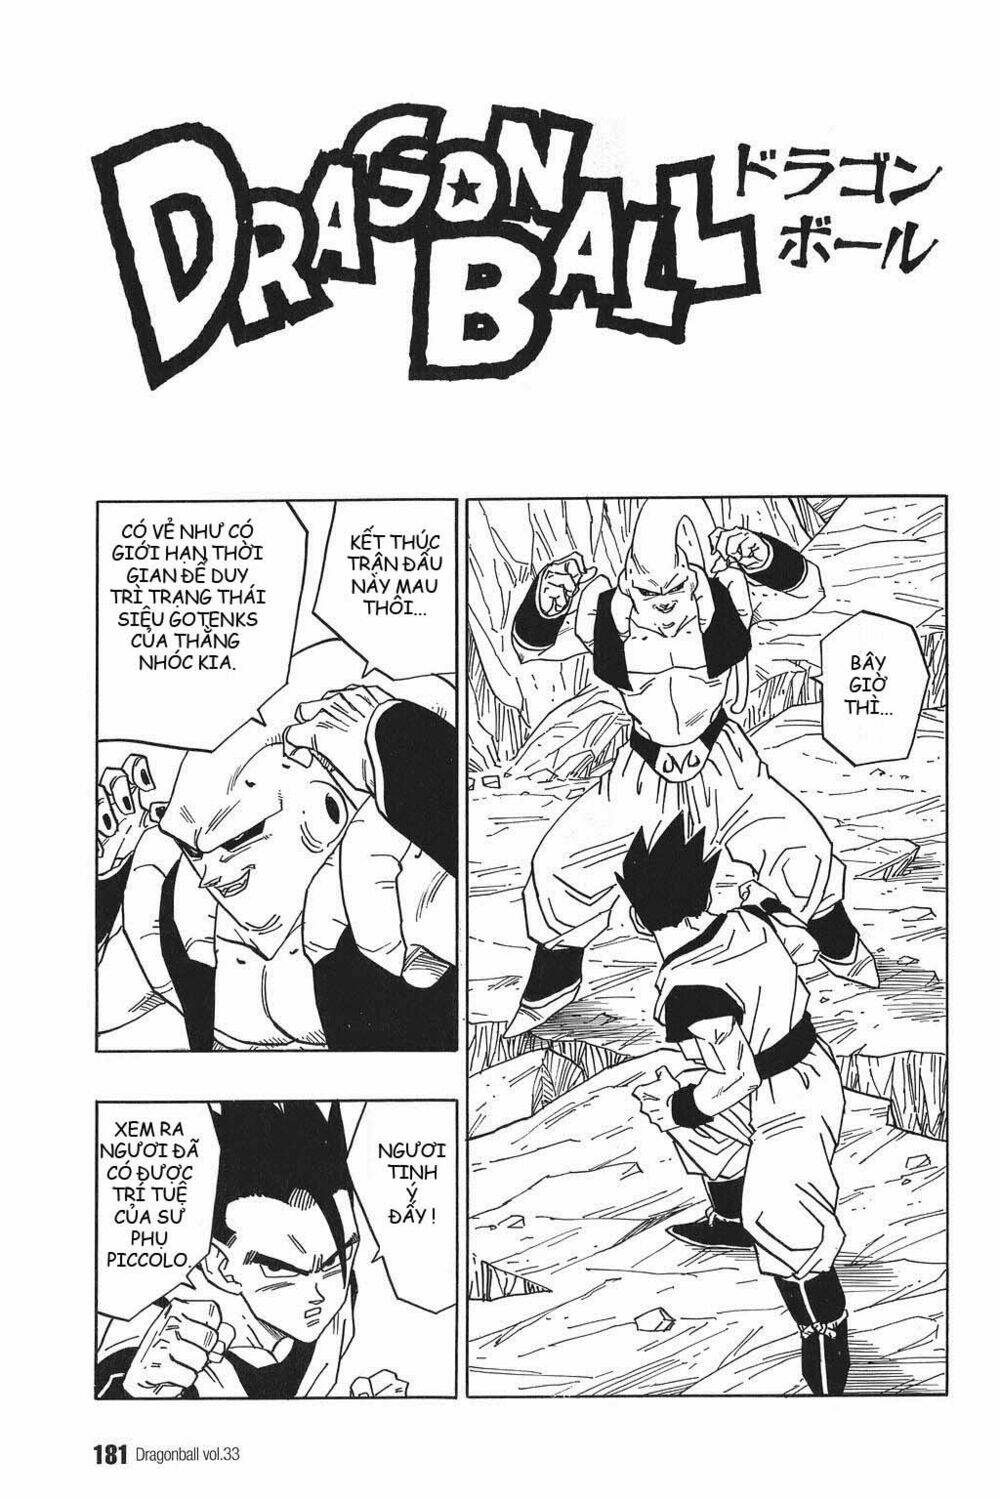 DRAGON
BALL
ドラゴン
ボール
BÂY
GIỜ
THÌ...
KẾT THÚC
TRẬN ĐẤU
NÀY MAU
THÔI...
CÓ VẺ NHƯ CÓ
GIỚI HẠN THỜI
GIAN ĐỂ DUY
TRÌ TRẠNG THÁI
SIÊU GOTENKS
CỦA THẰNG
NHÓC KIA.
NGƯƠI
TINH
Ý
ĐẤY !
XEM RA
NGƯƠI ĐÃ
CÓ ĐƯỢC
TRÍ TUỆ
CỦA SƯ
PHỤ
PICCOLO.
181 Dragonball vol.33